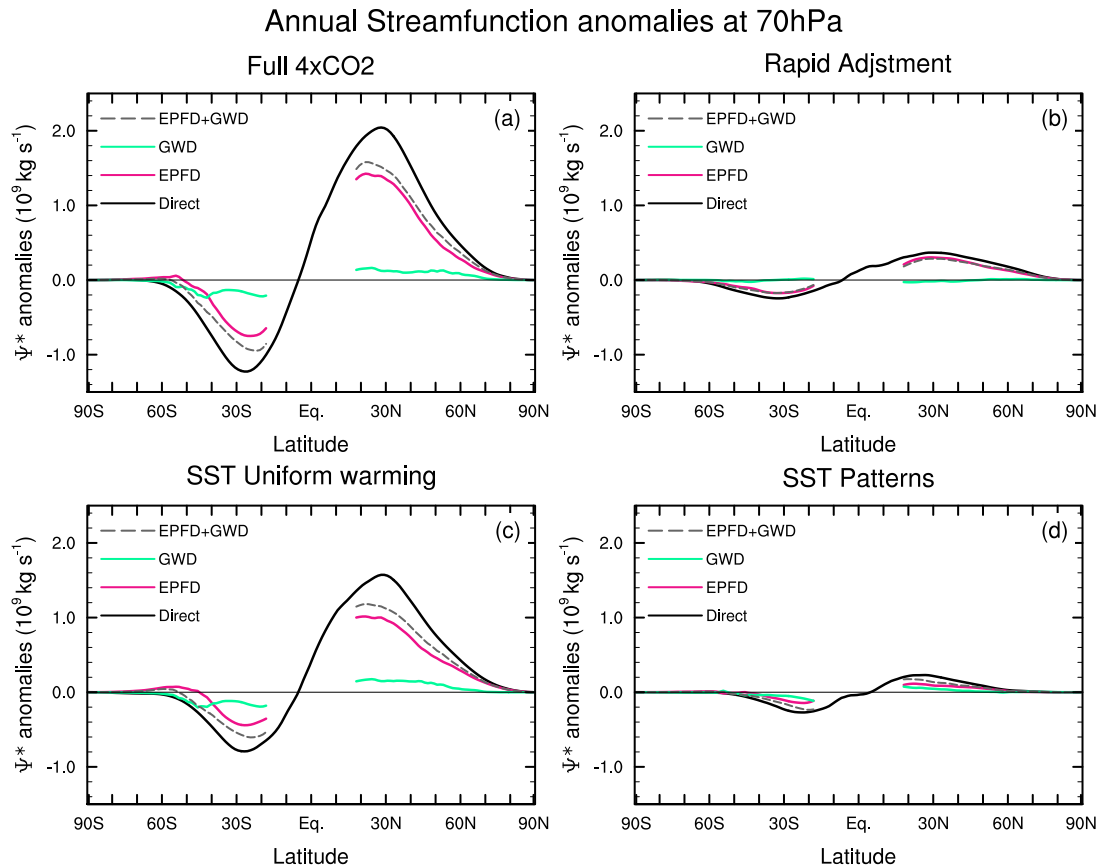 Annual Streamfunction anomalies at 70hPa
Full 4xCO2
(a)
EPFD+GWD
GWD
EPFD
Direct
2.0
1.0
0.0
-1.0
Ψ* anomalies (10⁹ kg s⁻¹)
90S 60S 30S Eq. 30N 60N 90N
Latitude
Rapid Adjstment
(b)
EPFD+GWD
GWD
EPFD
Direct
2.0
1.0
0.0
-1.0
Ψ* anomalies (10⁹ kg s⁻¹)
90S 60S 30S Eq. 30N 60N 90N
Latitude
SST Uniform warming
(c)
EPFD+GWD
GWD
EPFD
Direct
2.0
1.0
0.0
-1.0
Ψ* anomalies (10⁹ kg s⁻¹)
90S 60S 30S Eq. 30N 60N 90N
Latitude
SST Patterns
(d)
EPFD+GWD
GWD
EPFD
Direct
2.0
1.0
0.0
-1.0
Ψ* anomalies (10⁹ kg s⁻¹)
90S 60S 30S Eq. 30N 60N 90N
Latitude